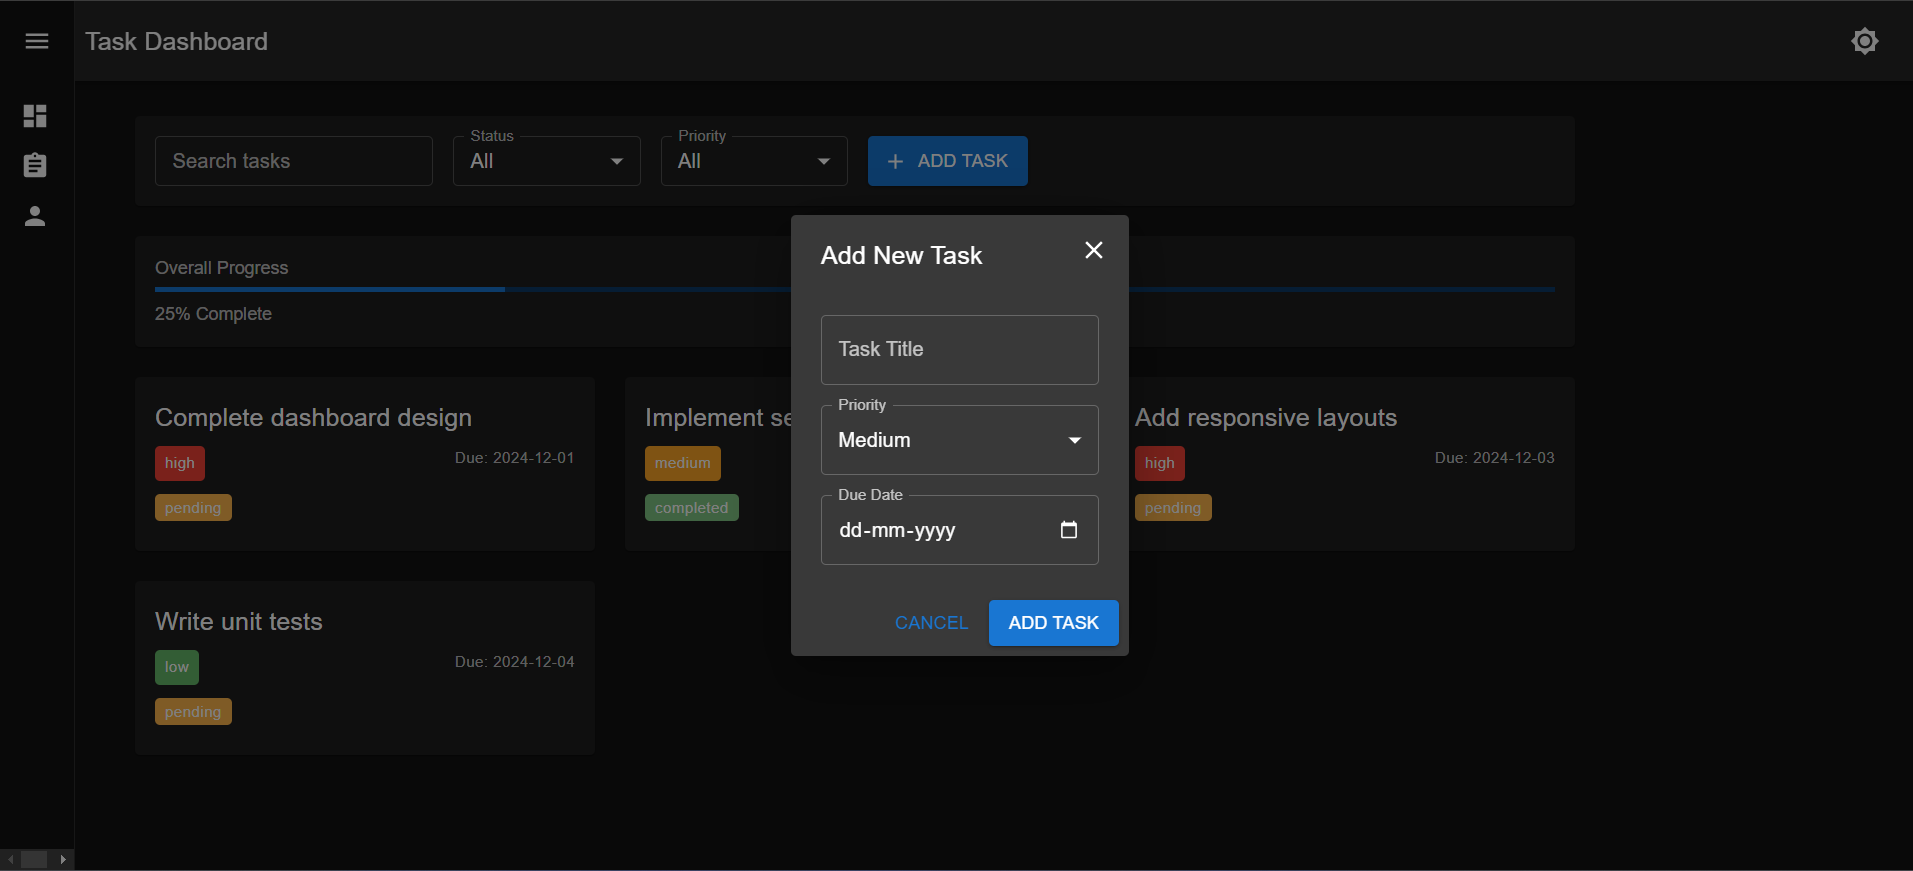 Task Dashboard
Search tasks
Status
All
Priority
All
ADD TASK
Overall Progress
25% Complete
Complete dashboard design
high
Due: 2024-12-01
pending
Implement se
medium
completed
Add responsive layouts
high
Due: 2024-12-03
pending
Write unit tests
low
Due: 2024-12-04
pending
Add New Task
Task Title
Priority
Medium
Due Date
dd-mm-yyyy
CANCEL
ADD TASK